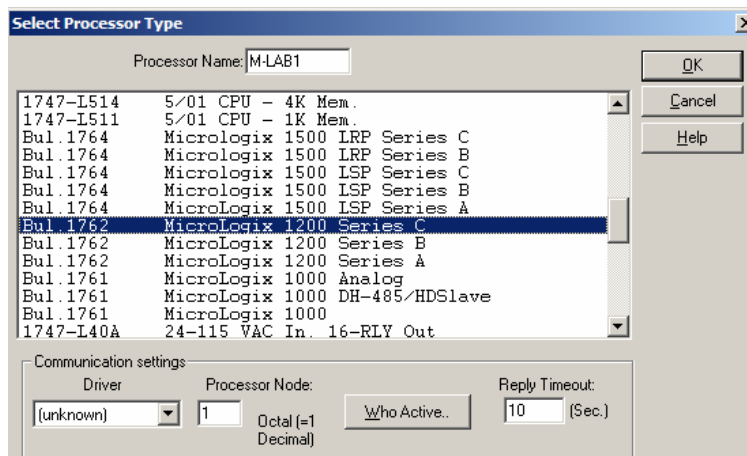 Select Processor Type
Processor Name: M-LAB1
OK
Cancel
Help
1747-L514 5/01 CPU - 4K Mem.
1747-L511 5/01 CPU - 1K Mem.
Bul.1764 Micrologix 1500 LRP Series C
Bul.1764 Micrologix 1500 LRP Series B
Bul.1764 MicroLogix 1500 LSP Series C
Bul.1764 MicroLogix 1500 LSP Series B
Bul.1764 MicroLogix 1500 LSP Series A
Bul.1762 MicroLogix 1200 Series C
Bul.1762 MicroLogix 1200 Series B
Bul.1762 MicroLogix 1200 Series A
Bul.1761 MicroLogix 1000 Analog
Bul.1761 MicroLogix 1000 DH-485/HDSlave
Bul.1761 MicroLogix 1000
1747-L40A 24-115 VAC In. 16-RLY Out
Communication settings
Driver
(unknown)
Processor Node:
1
Octal (=1
Decimal)
Who Active..
Reply Timeout:
10 (Sec.)